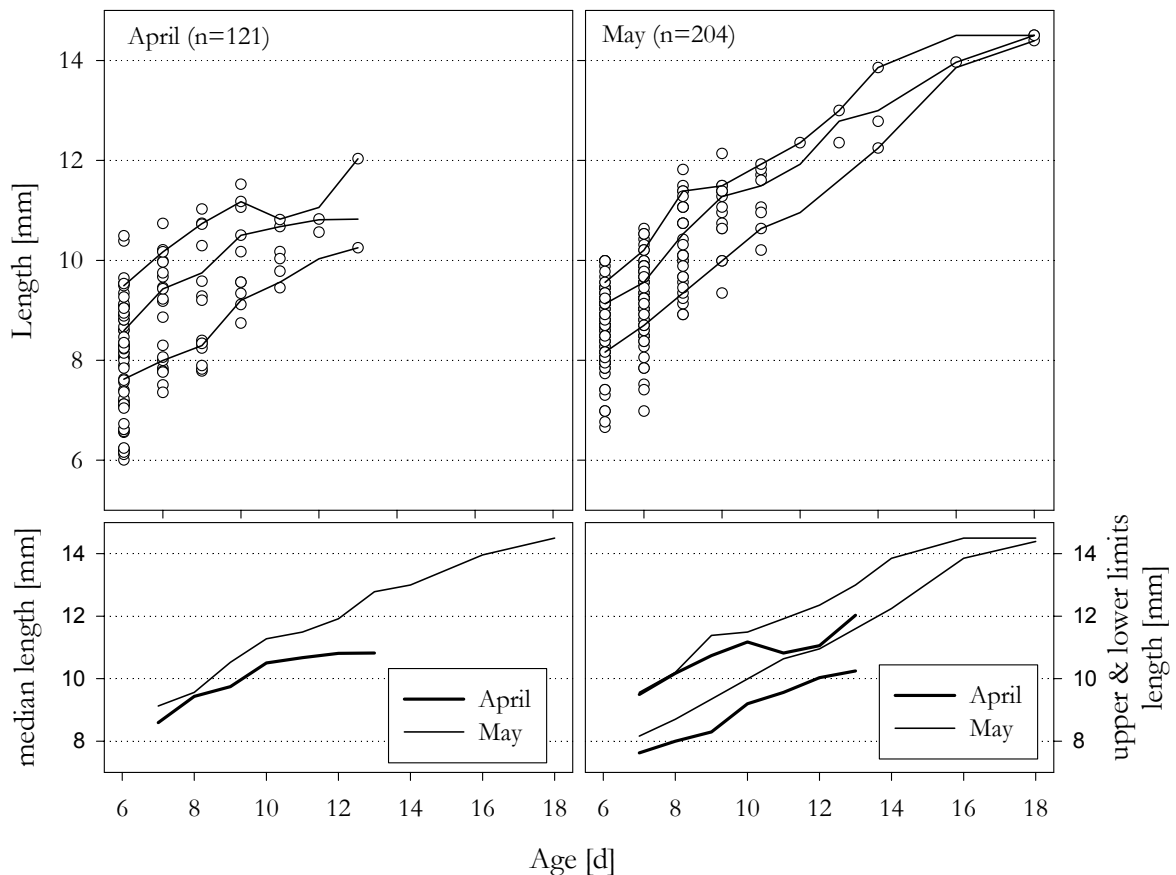 April (n=121)
May (n=204)
Length [mm]
14
12
10
8
6
median length [mm]
14
12
10
8
April
May
6 8 10 12 14 16 18
April
May
6 8 10 12 14 16 18
14
12
10
8
upper & lower limits
length [mm]
Age [d]